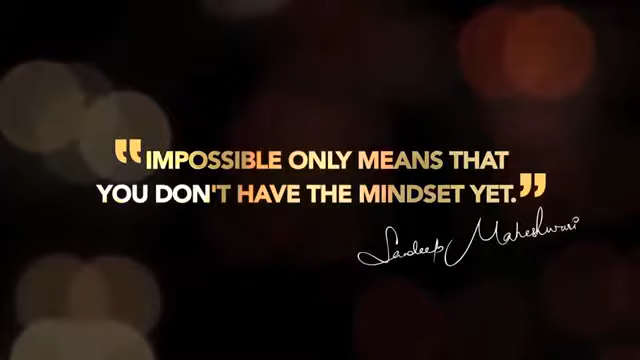 “IMPOSSIBLE ONLY MEANS THAT
YOU DON'T HAVE THE MINDSET YET.”
Sandeep Maheshwari